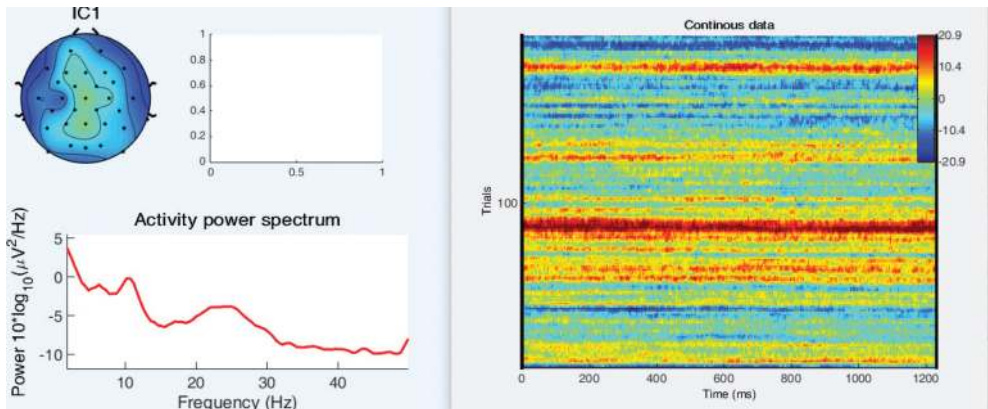 IC1
1
0.8
0.6
0.4
0.2
0
0 0.5 1
Activity power spectrum
Power 10*log10(μV2/Hz)
5
0
-5
-10
10 20 30 40
Frequency (Hz)
Continous data
Trials
100
0 200 400 600 800 1000 1200
Time (ms)
20.9
10.4
0
-10.4
-20.9